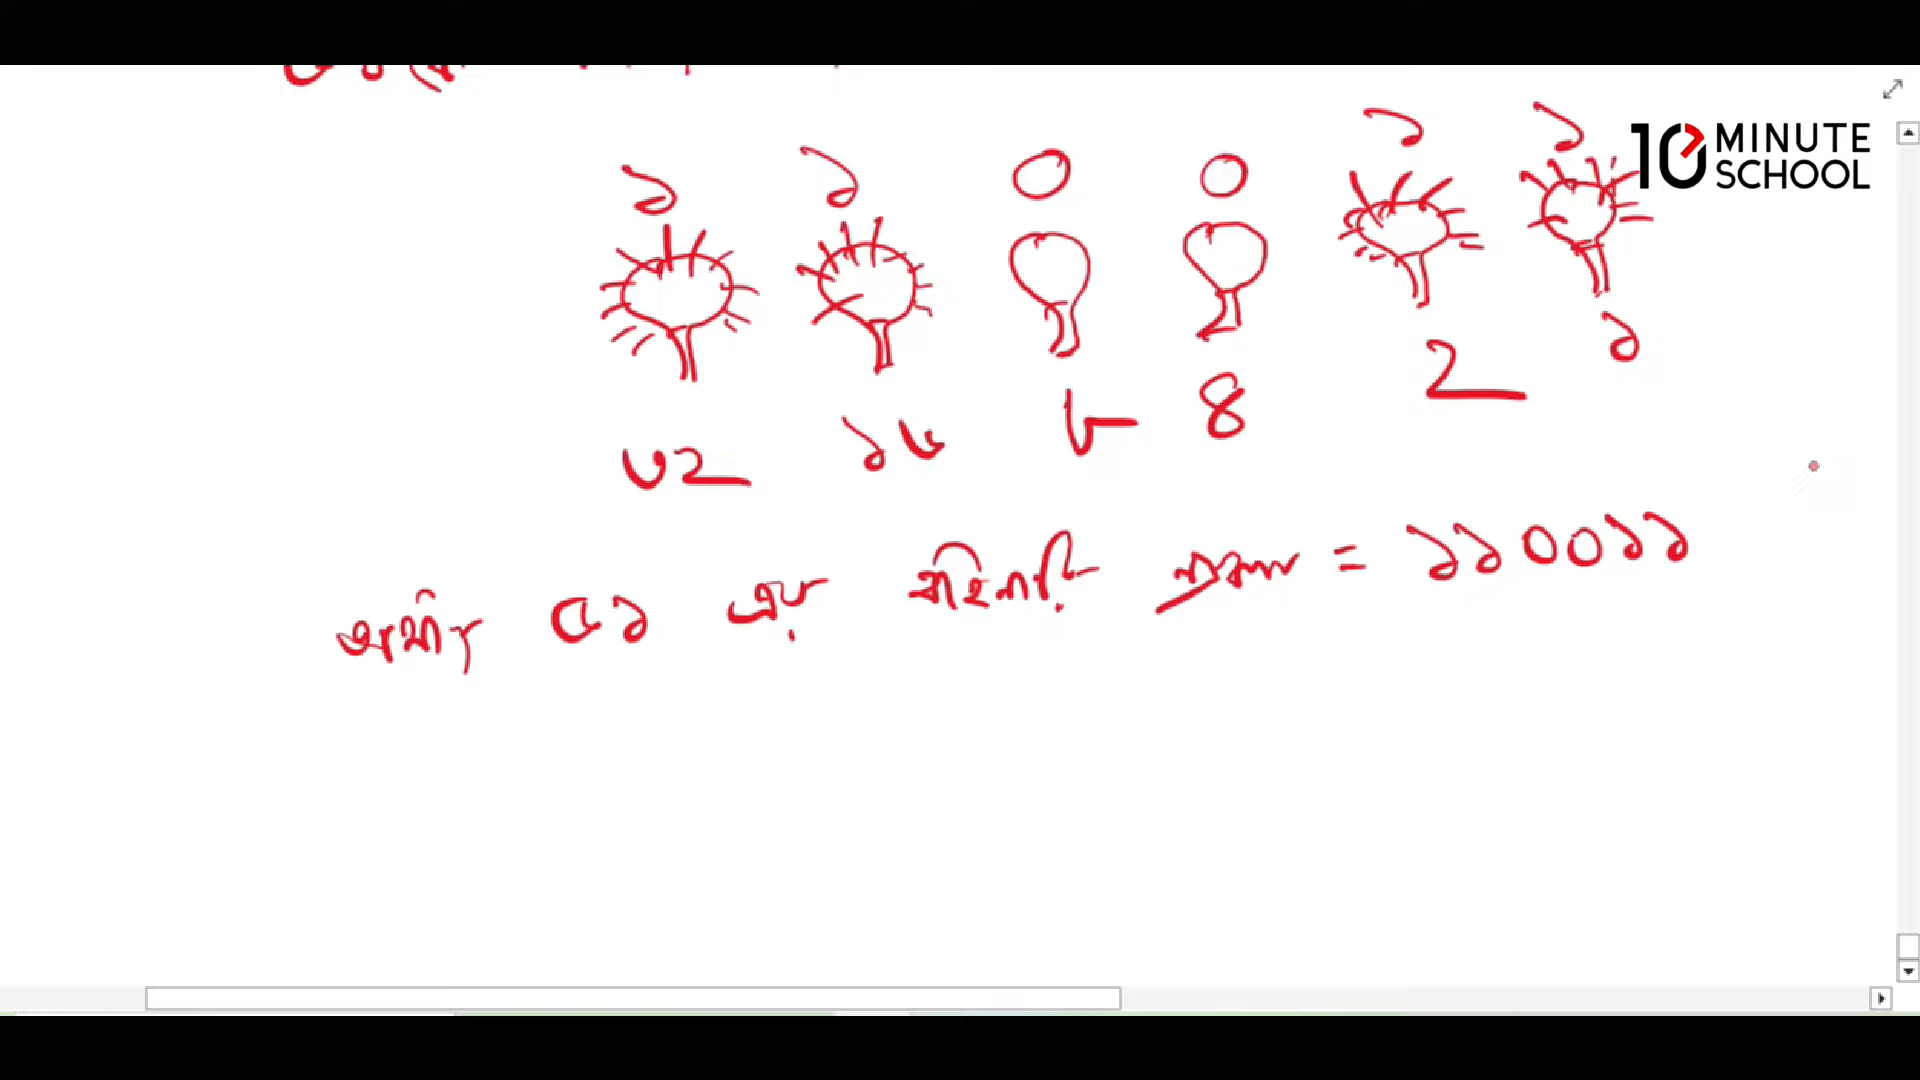 ১ ১ ০ ০ ১ ১
10 MINUTE SCHOOL
৩২ ১৬ ৮ ৪ ২ ১
অর্থাৎ ৫১ এর বাইনারি প্রকাশ = ১১০০১১